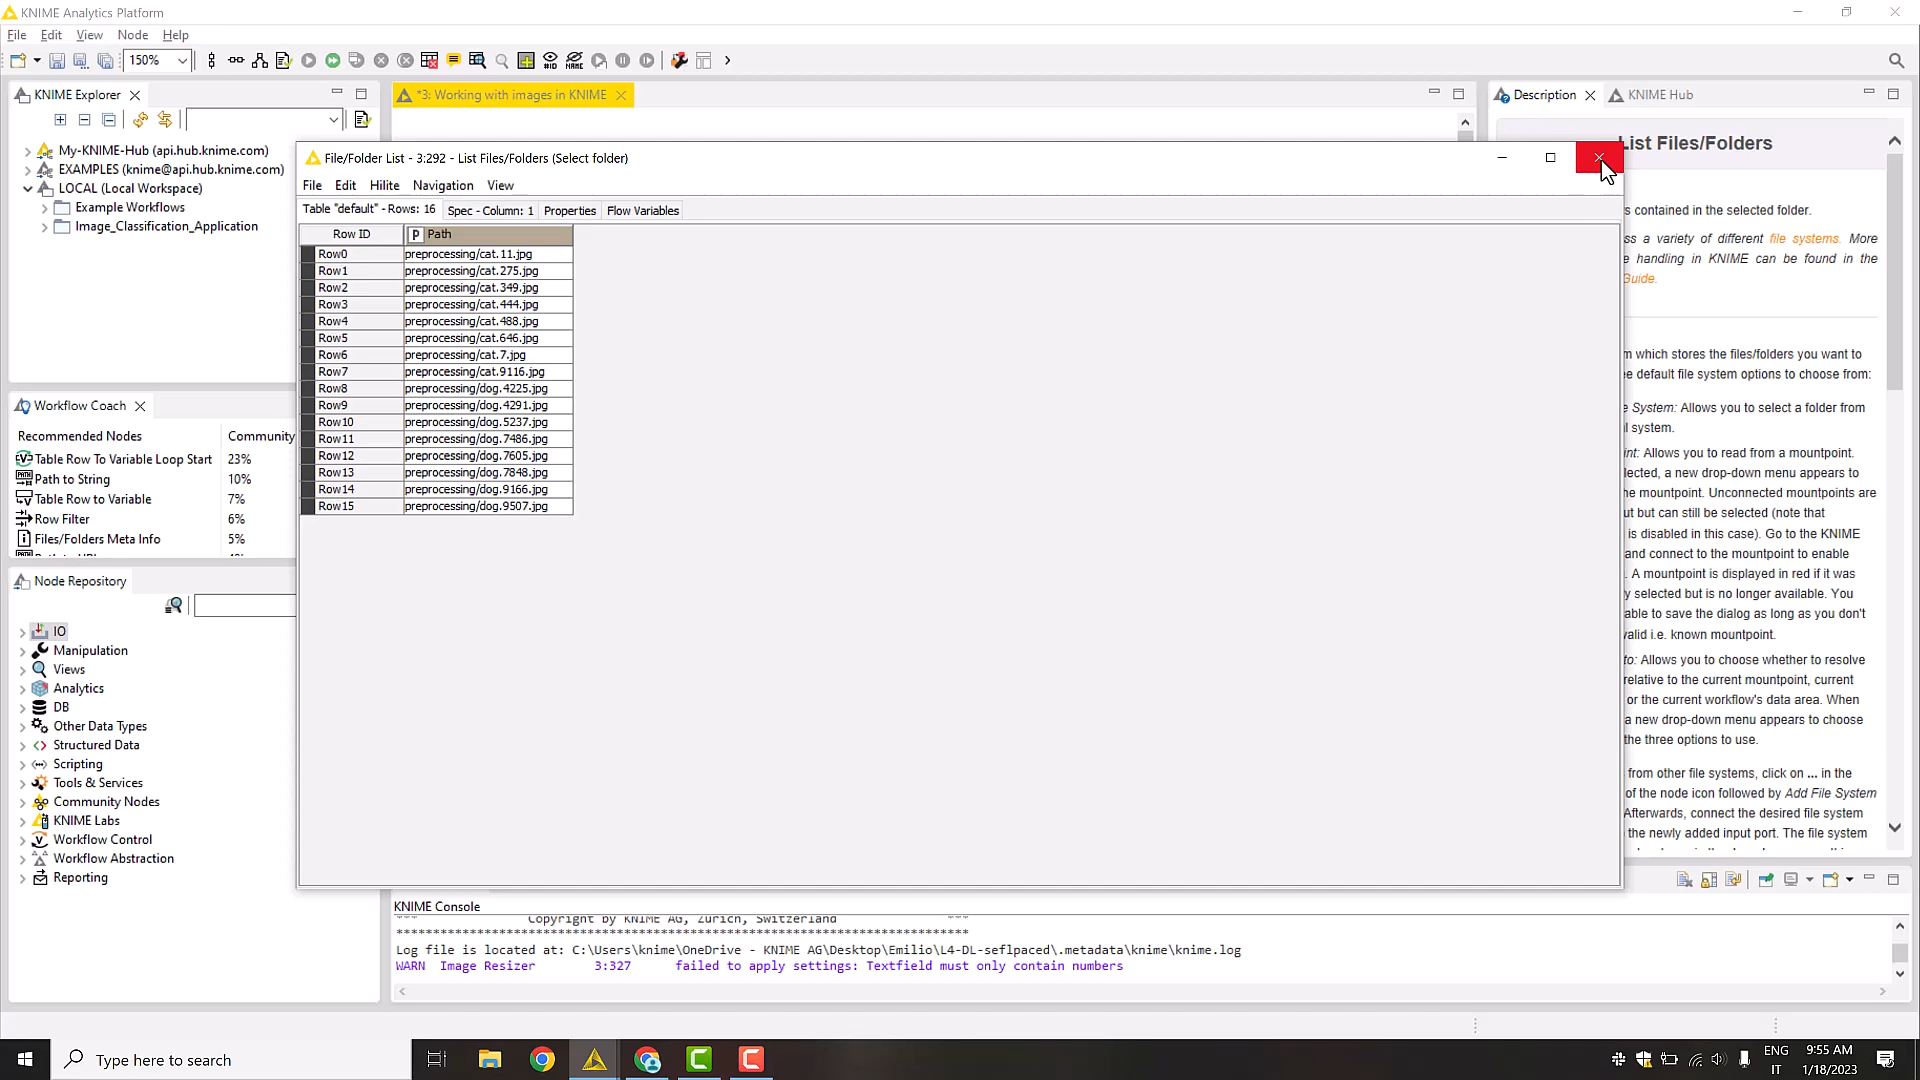 KNIME Analytics Platform
File Edit View Node Help
150%
KNIME Explorer
*3: Working with images in KNIME
Description
KNIME Hub
My-KNIME-Hub (api.hub.knime.com)
EXAMPLES (knime@api.hub.knime.com)
LOCAL (Local Workspace)
Example Workflows
Image_Classification_Application
Workflow Coach
Recommended Nodes Community
Table Row To Variable Loop Start 23%
Path to String 10%
Table Row to Variable 7%
Row Filter 6%
Files/Folders Meta Info 5%
Node Repository
IO
Manipulation
Views
Analytics
DB
Other Data Types
Structured Data
Scripting
Tools & Services
Community Nodes
KNIME Labs
Workflow Control
Workflow Abstraction
Reporting
File/Folder List - 3:292 - List Files/Folders (Select folder)
File Edit Hilite Navigation View
Table "default" - Rows: 16 Spec - Column: 1 Properties Flow Variables
Row ID P Path
Row0 preprocessing/cat.11.jpg
Row1 preprocessing/cat.275.jpg
Row2 preprocessing/cat.349.jpg
Row3 preprocessing/cat.444.jpg
Row4 preprocessing/cat.488.jpg
Row5 preprocessing/cat.646.jpg
Row6 preprocessing/cat.7.jpg
Row7 preprocessing/cat.9116.jpg
Row8 preprocessing/dog.4225.jpg
Row9 preprocessing/dog.4291.jpg
Row10 preprocessing/dog.5237.jpg
Row11 preprocessing/dog.7486.jpg
Row12 preprocessing/dog.7605.jpg
Row13 preprocessing/dog.7848.jpg
Row14 preprocessing/dog.9166.jpg
Row15 preprocessing/dog.9507.jpg
List Files/Folders
s contained in the selected folder.
ss a variety of different file systems. More
e handling in KNIME can be found in the
Guide.
m which stores the files/folders you want to
e default file system options to choose from:
e System: Allows you to select a folder from
l system.
int: Allows you to read from a mountpoint.
lected, a new drop-down menu appears to
he mountpoint. Unconnected mountpoints are
ut but can still be selected (note that
is disabled in this case). Go to the KNIME
and connect to the mountpoint to enable
. A mountpoint is displayed in red if it was
y selected but is no longer available. You
able to save the dialog as long as you don't
valid i.e. known mountpoint.
to: Allows you to choose whether to resolve
relative to the current mountpoint, current
or the current workflow's data area. When
a new drop-down menu appears to choose
the three options to use.
from other file systems, click on ... in the
of the node icon followed by Add File System
Afterwards, connect the desired file system
the newly added input port. The file system
KNIME Console
*** Copyright by KNIME AG, Zurich, Switzerland ***
Log file is located at: C:\Users\knime\OneDrive - KNIME AG\Desktop\Emilio\L4-DL-seflpaced\.metadata\knime\knime.log
WARN Image Resizer 3:327 failed to apply settings: Textfield must only contain numbers
Type here to search
ENG
IT
9:55 AM
1/18/2023